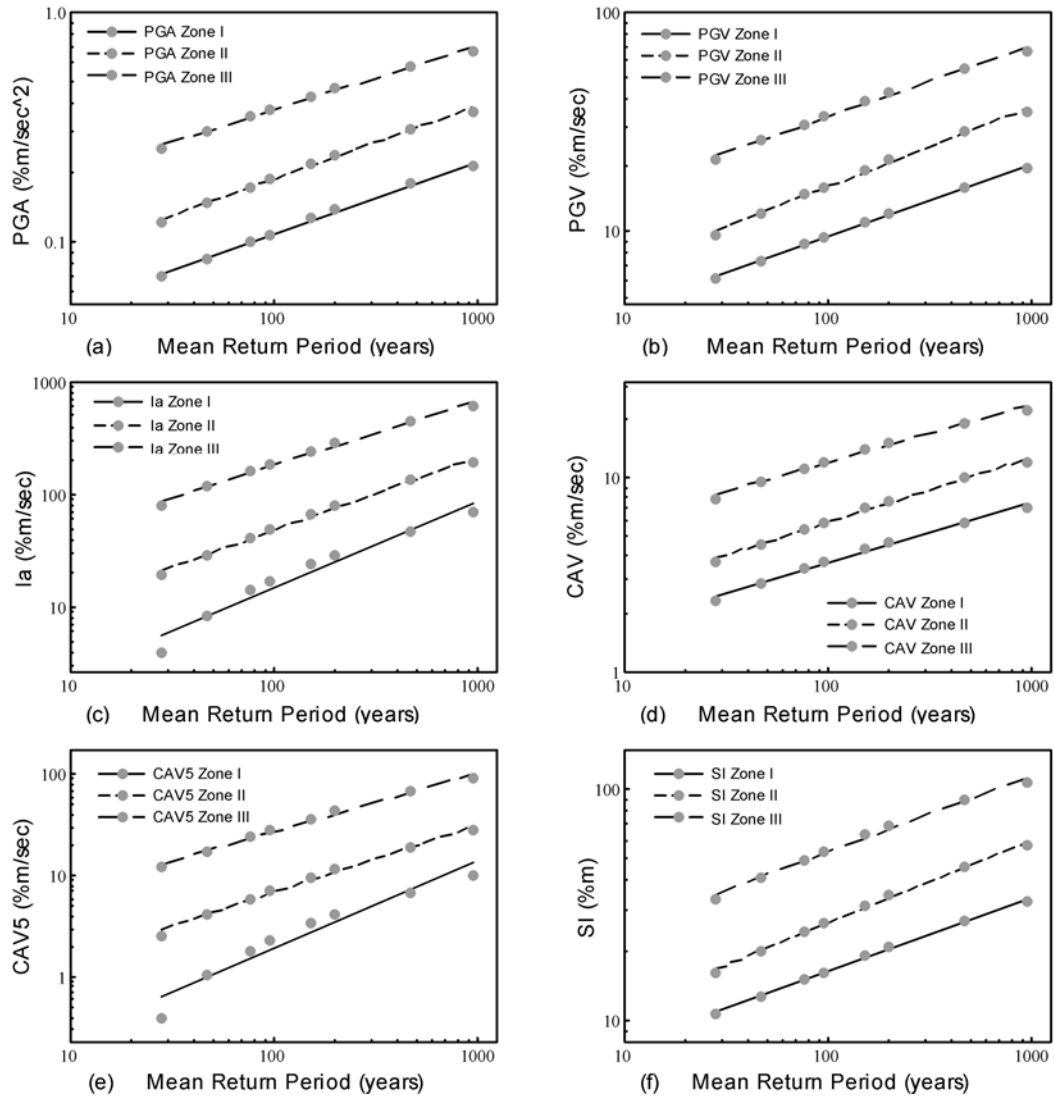 1.0
0.1
PGA (%m/sec^2)
PGA Zone I
PGA Zone II
PGA Zone III
10
100
1000
(a) Mean Return Period (years)
100
10
PGV (%m/sec)
PGV Zone I
PGV Zone II
PGV Zone III
10
100
1000
(b) Mean Return Period (years)
1000
100
10
Ia (%m/sec)
Ia Zone I
Ia Zone II
Ia Zone III
10
100
1000
(c) Mean Return Period (years)
10
1
CAV (%m/sec)
CAV Zone I
CAV Zone II
CAV Zone III
10
100
1000
(d) Mean Return Period (years)
100
10
1
CAV5 (%m/sec)
CAV5 Zone I
CAV5 Zone II
CAV5 Zone III
10
100
1000
(e) Mean Return Period (years)
100
10
SI (%m)
SI Zone I
SI Zone II
SI Zone III
10
100
1000
(f) Mean Return Period (years)